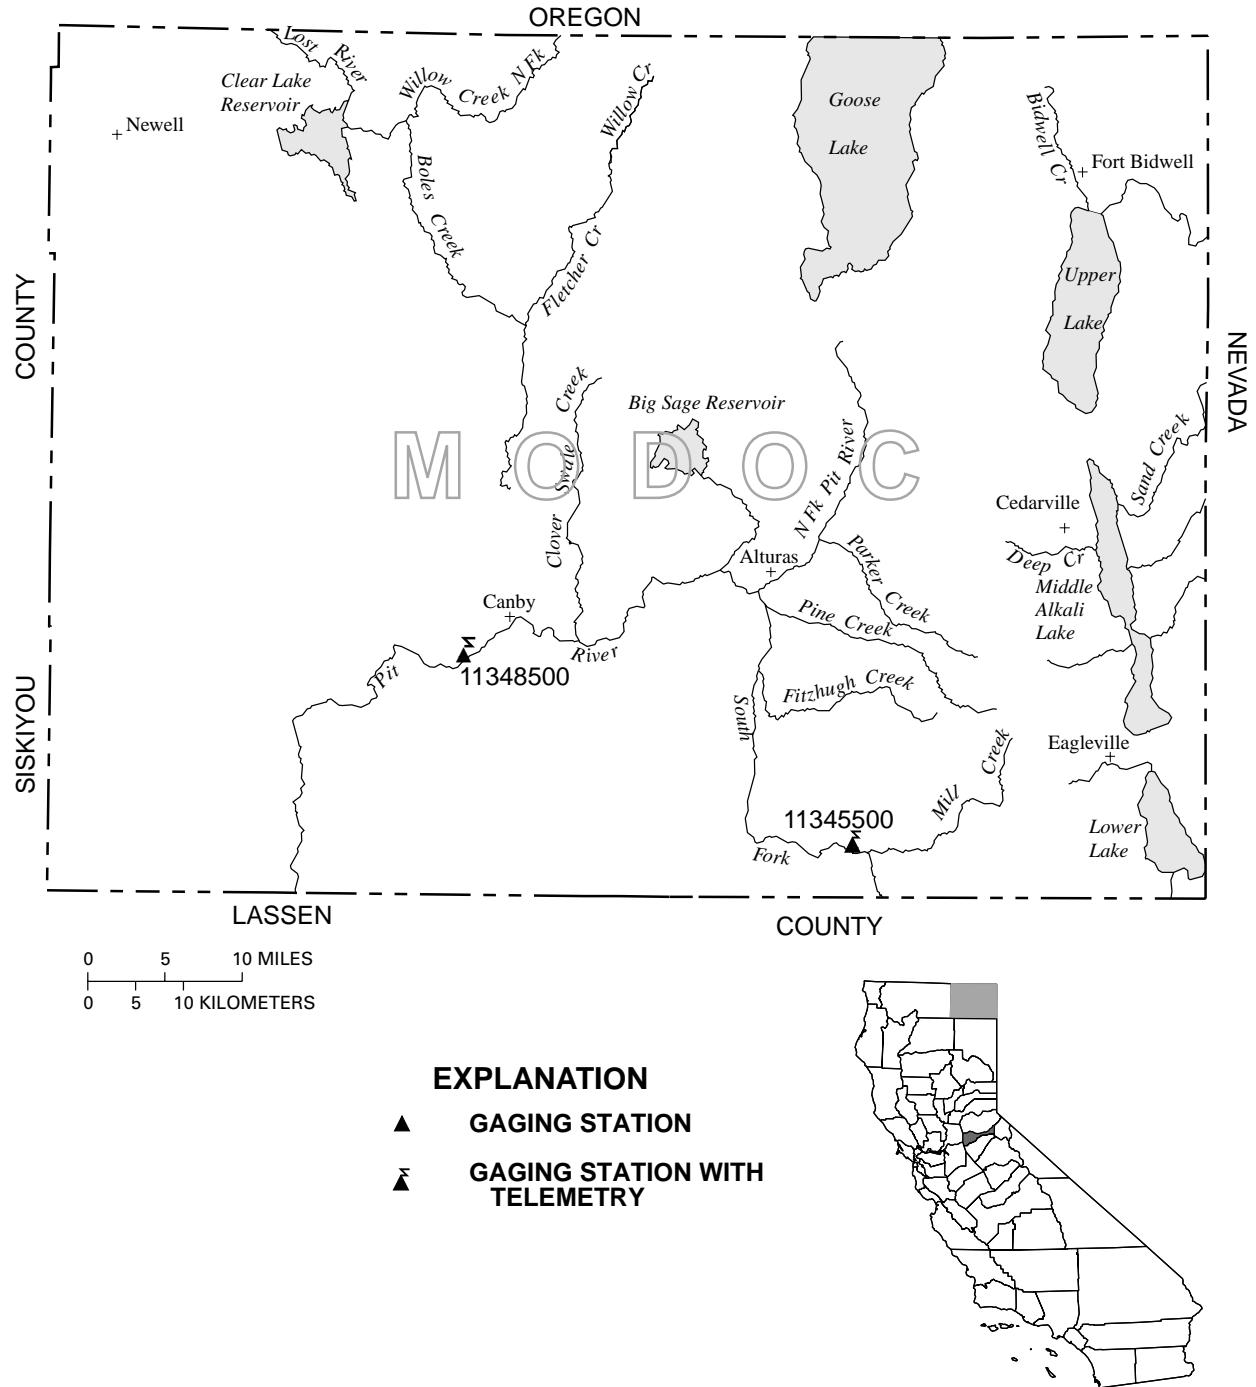 OREGON
Lost River
Clear Lake
Reservoir
Willow Creek N Fk
Willow Cr
Newell
Goose
Lake
Bidwell Cr
Fort Bidwell
Boles Creek
Fletcher Cr
Upper
Lake
COUNTY
NEVADA
Clover Swale Creek
Big Sage Reservoir
MODOC
N Fk Pit River
Sand Creek
Cedarville
Deep Cr
Middle
Alkali
Lake
Alturas
Parker Creek
Pine Creek
Canby
River
Pit
11348500
SISKIYOU
South
Fitzhugh Creek
Eagleville
Mill Creek
11345500
Fork
Lower
Lake
LASSEN
COUNTY
0 5 10 MILES
0 5 10 KILOMETERS
EXPLANATION
GAGING STATION
GAGING STATION WITH
TELEMETRY